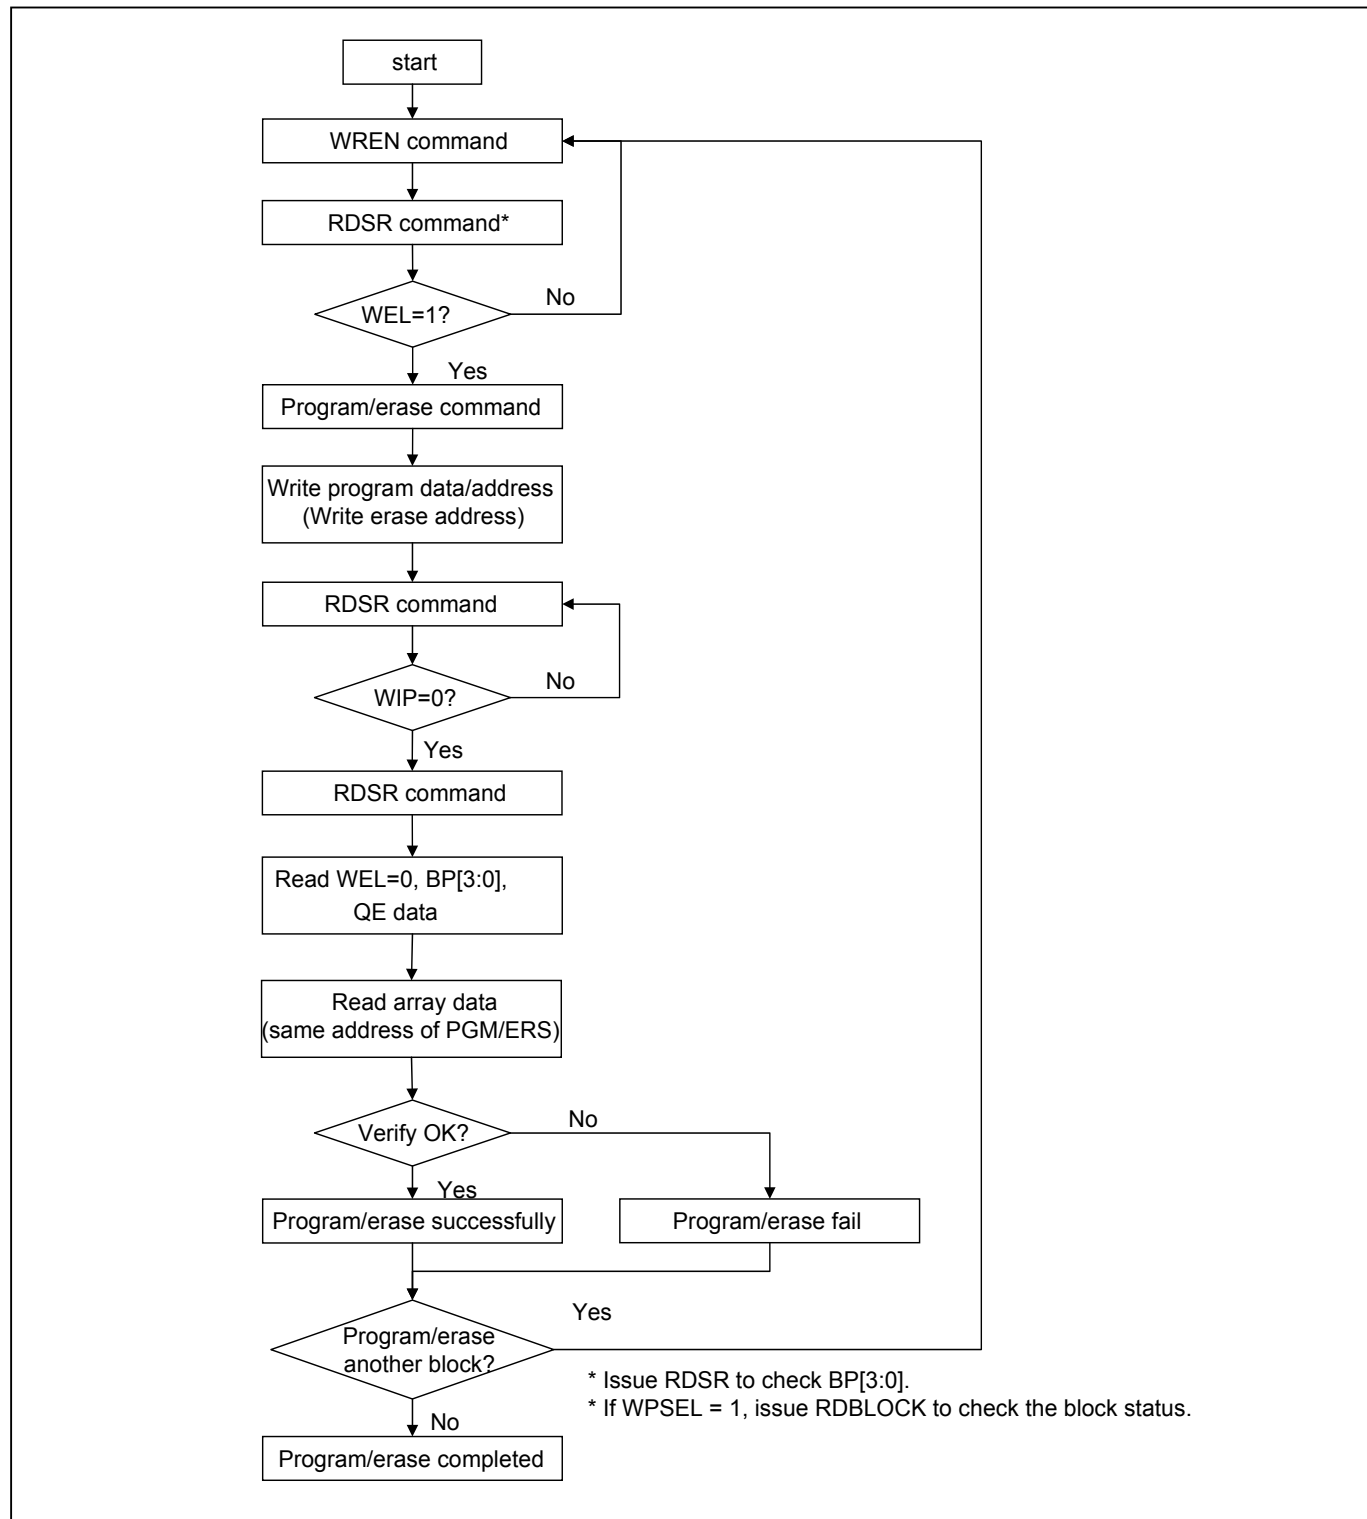 start
WREN command
RDSR command*
WEL=1?
No
Yes
Program/erase command
Write program data/address
(Write erase address)
RDSR command
WIP=0?
No
Yes
RDSR command
Read WEL=0, BP[3:0],
QE data
Read array data
(same address of PGM/ERS)
Verify OK?
No
Yes
Program/erase successfully
Program/erase fail
Yes
Program/erase
another block?
* Issue RDSR to check BP[3:0].
* If WPSEL = 1, issue RDBLOCK to check the block status.
No
Program/erase completed